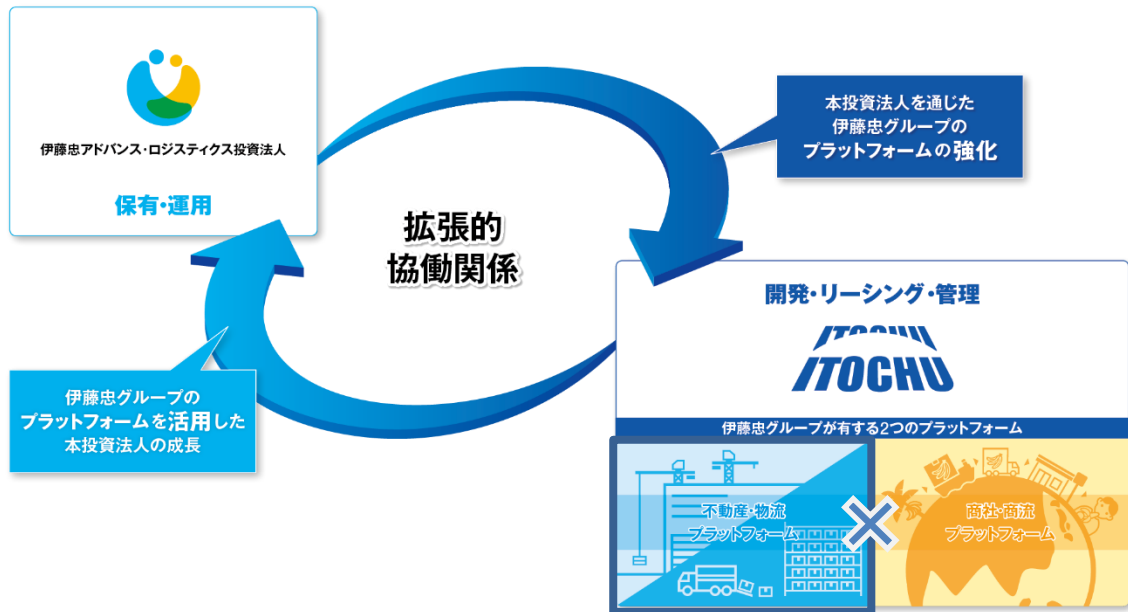 伊藤忠アドバンス・ロジスティクス投資法人
保有・運用
本投資法人を通じた
伊藤忠グループの
プラットフォームの強化
拡張的
協働関係
開発・リーシング・管理
ITOCHU
ITOCHU
伊藤忠グループが有する2つのプラットフォーム
伊藤忠グループの
プラットフォームを活用した
本投資法人の成長
不動産・物流
プラットフォーム
商社・商流
プラットフォーム